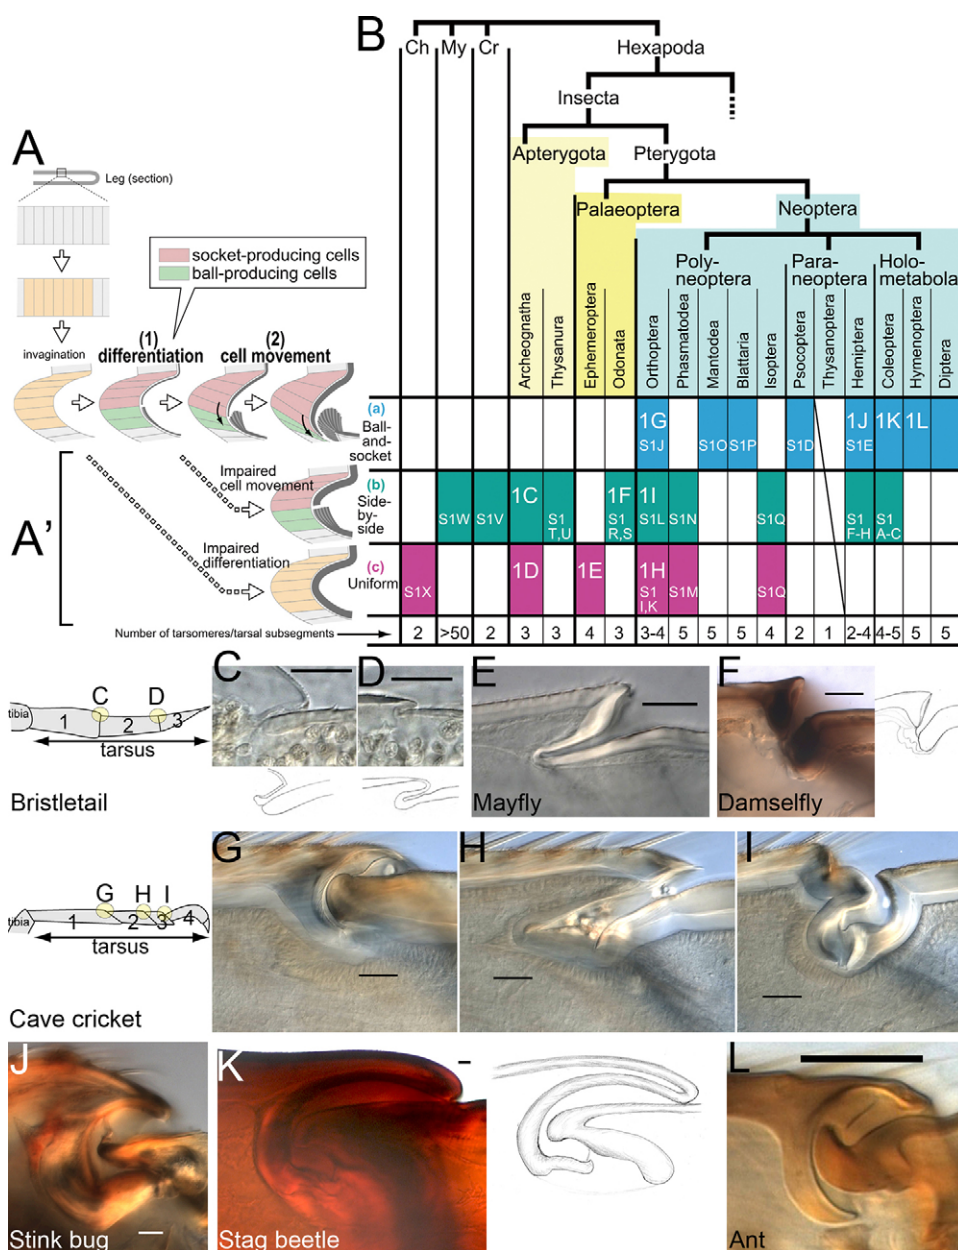 A
Leg (section)
socket-producing cells
ball-producing cells
invagination
(1)
differentiation
(2)
cell movement
A'
Impaired
cell movement
Impaired
differentiation
B
Ch
My
Cr
Hexapoda
Insecta
Apterygota
Pterygota
Palaeoptera
Neoptera
Poly-
neoptera
Para-
neoptera
Holo-
metabola
Archeognatha
Thysanura
Ephemeroptera
Odonata
Orthoptera
Phasmatodea
Mantodea
Blattaria
Isoptera
Psocoptera
Thysanoptera
Hemiptera
Coleoptera
Hymenoptera
Diptera
(a)
Ball-
and-
socket
1G
S1J
S1O
S1P
S1D
1J
S1E
1K
1L
(b)
Side-
by-
side
S1W
S1V
1C
S1
T,U
1F
S1
R,S
1I
S1L
S1N
S1Q
S1
F-H
S1
A-C
(c)
Uniform
S1X
1D
1E
1H
S1
I,K
S1M
S1Q
Number of tarsomeres/tarsal subsegments
2 >50 2 3 3 4 3 3-4 5 5 5 4 2 1 2-4 4-5 5 5
C D
tibia 1 2 3
tarsus
Bristletail
C
D
E
Mayfly
F
Damselfly
G H I
tibia 1 2 3 4
tarsus
Cave cricket
G
H
I
J
Stink bug
K
Stag beetle
L
Ant